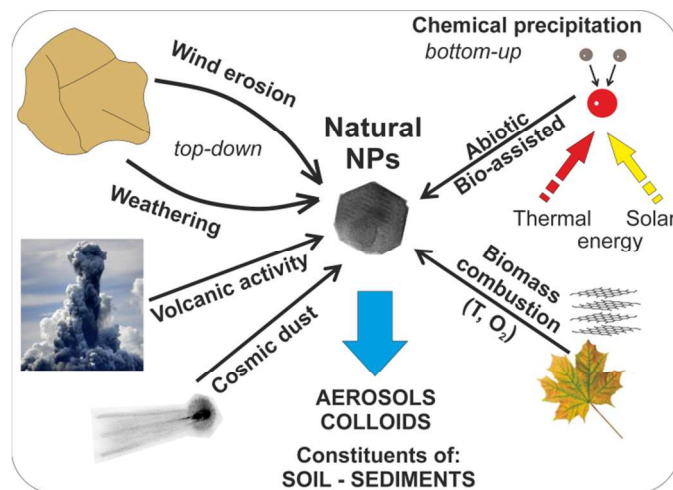 Chemical precipitation
bottom-up
Wind erosion
top-down
Weathering
Natural
NPs
Abiotic
Bio-assisted
Thermal
Solar
energy
Volcanic activity
Cosmic dust
Biomass
combustion
(T, O₂)
AEROSOLS
COLLOIDS
Constituents of:
SOIL - SEDIMENTS